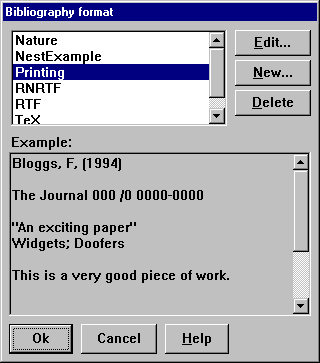 Bibliography format
Nature
NestExample
Printing
RNRTF
RTF
TeX
Edit...
New...
Delete
Example:
Bloggs, F, (1994)
The Journal 000 /0 0000-0000
"An exciting paper"
Widgets; Doofers
This is a very good piece of work.
Ok
Cancel
Help